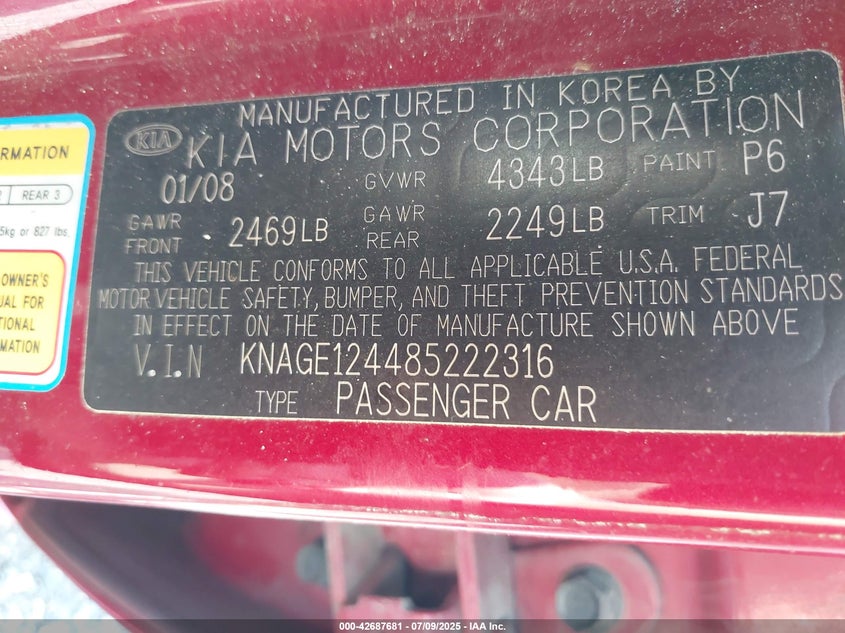 MANUFACTURED IN KOREA BY
KIA KIA MOTORS CORPORATION
01/08 GVWR 4343LB PAINT P6
GAWR FRONT 2469LB GAWR REAR 2249LB TRIM J7
THIS VEHICLE CONFORMS TO ALL APPLICABLE U.S.A. FEDERAL
MOTOR VEHICLE SAFETY, BUMPER, AND THEFT PREVENTION STANDARDS
IN EFFECT ON THE DATE OF MANUFACTURE SHOWN ABOVE
V.I.N KNAGE124485222316
TYPE PASSENGER CAR
RMATION
2 REAR 3
5kg or 827 lbs.
OWNER'S
UAL FOR
TIONAL
MATION
000-42687681 / 07/09/2025 - IAA Inc.